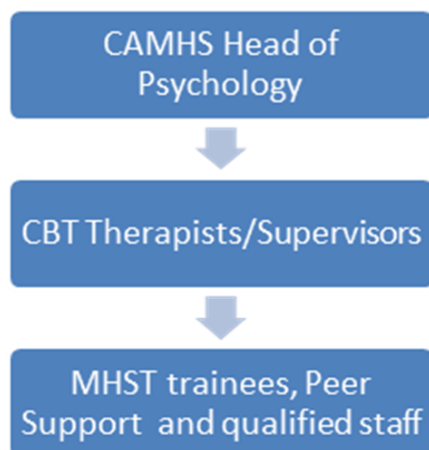 CAMHS Head of
Psychology
CBT Therapists/Supervisors
MHST trainees, Peer
Support and qualified staff